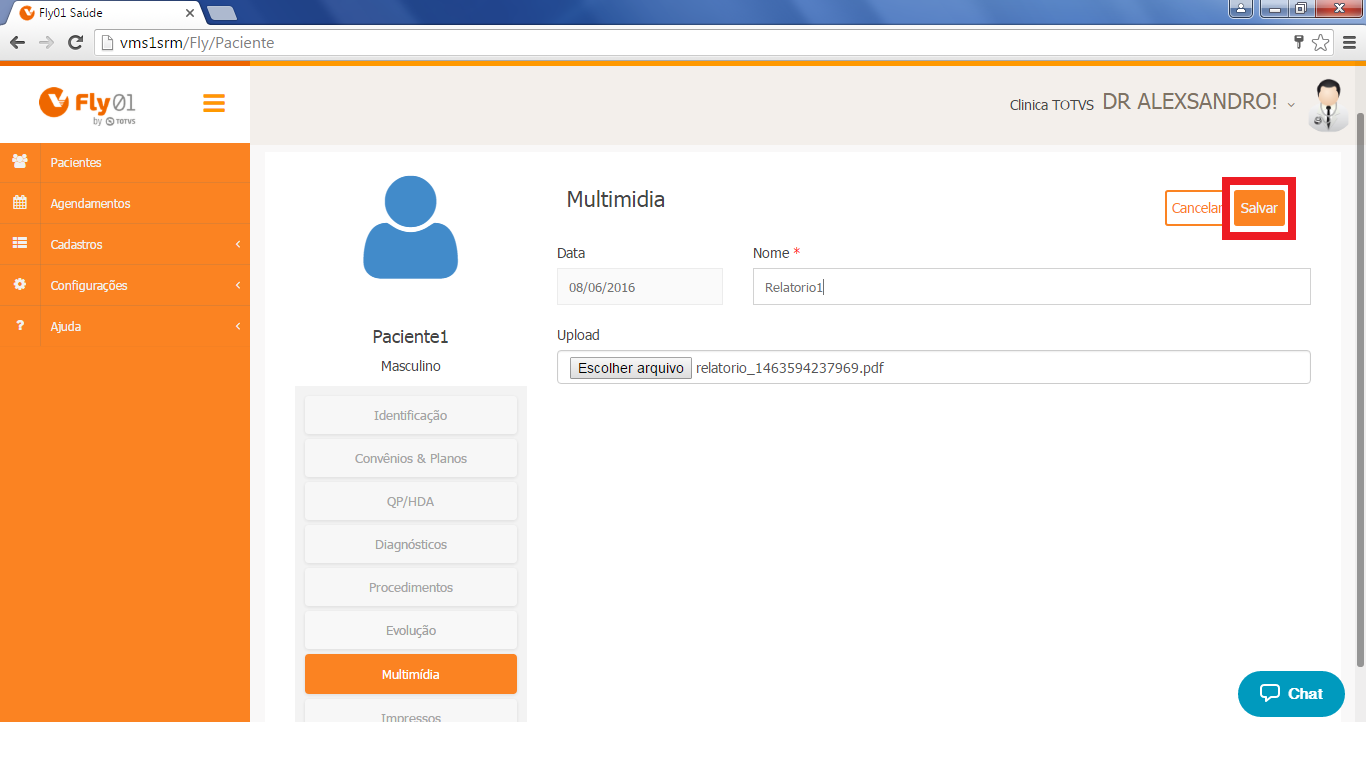 Fly01 Saúde
vms1srm/Fly/Paciente
Fly01
by TOTVS
Clinica TOTVS DR ALEXSANDRO!
Pacientes
Agendamentos
Cadastros
Configurações
Ajuda
Paciente1
Masculino
Identificação
Convênios & Planos
QP/HDA
Diagnósticos
Procedimentos
Evolução
Multimídia
Impressos
Multimidia
Cancelar
Salvar
Data
Nome *
08/06/2016
Relatorio1
Upload
Escolher arquivo relatorio_1463594237969.pdf
Chat